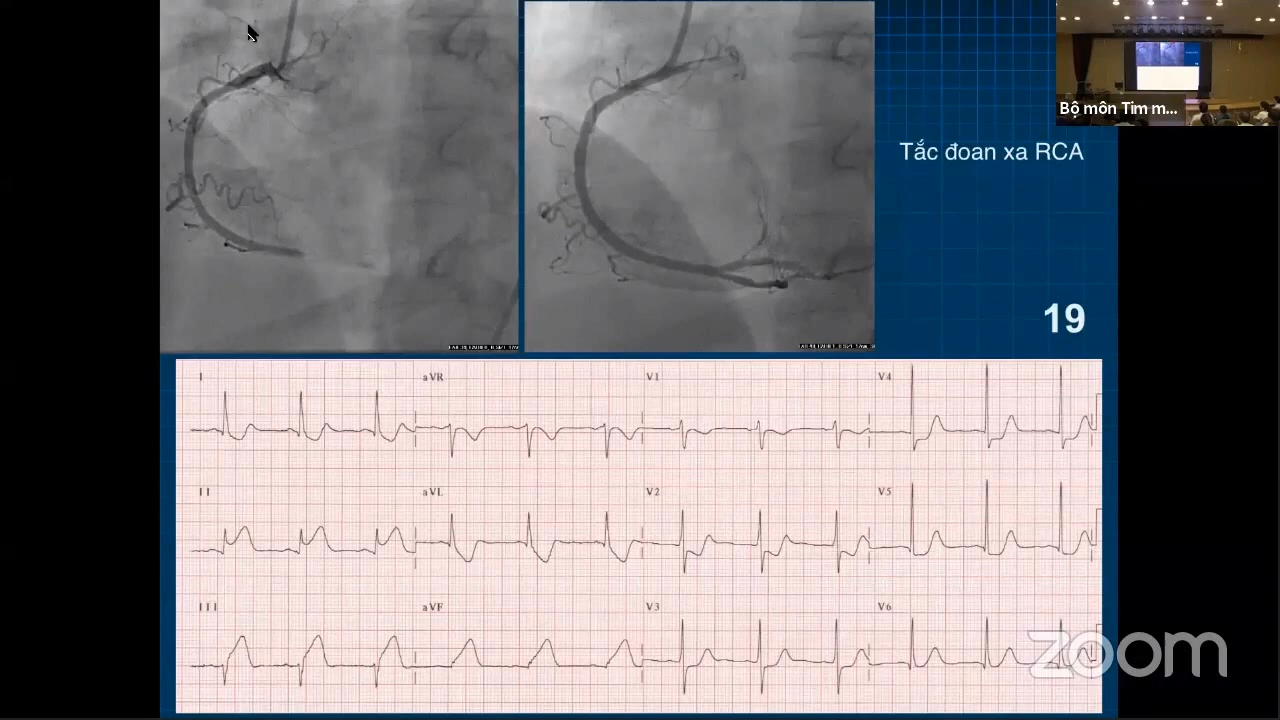 Bộ môn Tim m...
Tắc đoan xa RCA
19
I
aVR
V1
V4
II
aVL
V2
V5
III
aVF
V3
V6
zoom